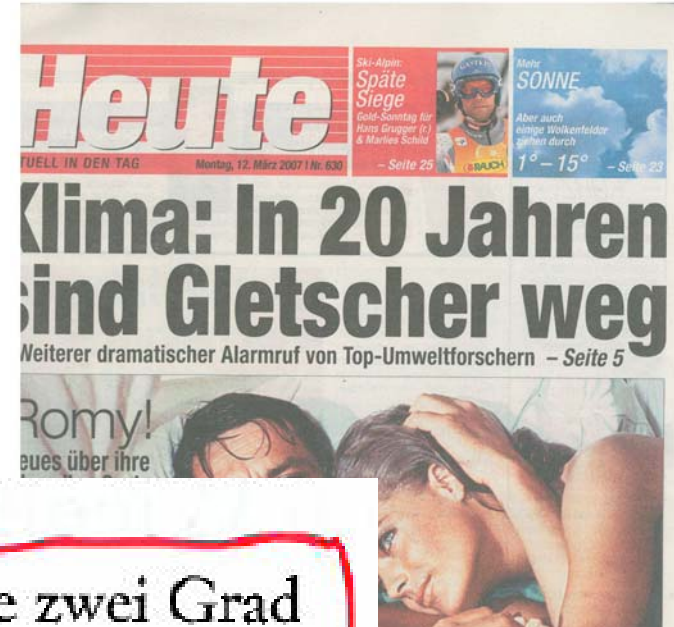 Heute
TUELL IN DEN TAG
Montag, 12. März 2007 I Nr. 630
Ski-Alpin:
Späte
Siege
Gold-Sonntag für
Hans Grugger (r.)
& Marlies Schild
– Seite 25
RAUCH
Mehr
SONNE
Aber auch
einige Wolkenfelder
ziehen durch
1° – 15° – Seite 23
Klima: In 20 Jahren
sind Gletscher weg
Weiterer dramatischer Alarmruf von Top-Umweltforschern – Seite 5
Romy!
eues über ihre
e zwei Grad